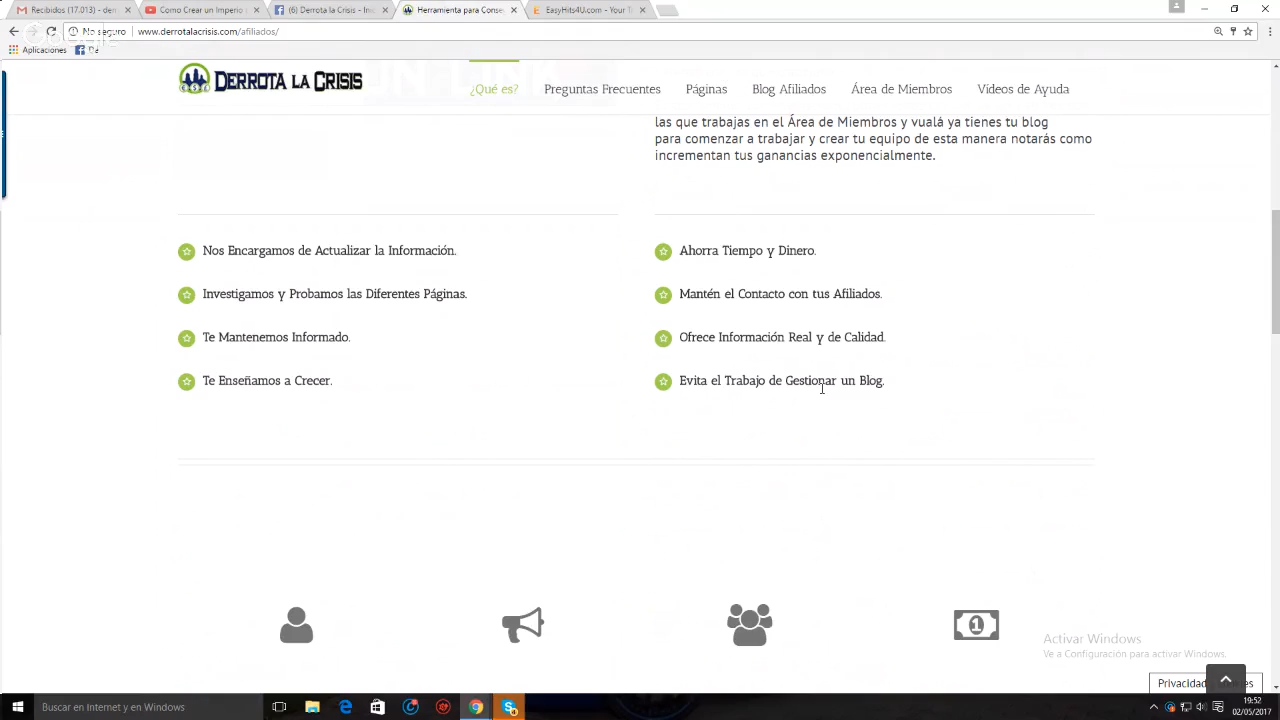 Recibidos (17.013) - den
Como Crear un Imperio
(6) Derrota la Crisis - Inic
Herramienta para Conse
EasyHits4U.com - Your T
No seguro
www.derrotalacrisis.com/afiliados/
Aplicaciones
DERROTA LA CRISIS
¿Qué es?
Preguntas Frecuentes
Páginas
Blog Afiliados
Área de Miembros
Vídeos de Ayuda
las que trabajas en el Área de Miembros y vualá ya tienes tu blog
para comenzar a trabajar y crear tu equipo de esta manera notarás como
incrementan tus ganancias exponencialmente.
Nos Encargamos de Actualizar la Información.
Investigamos y Probamos las Diferentes Páginas.
Te Mantenemos Informado.
Te Enseñamos a Crecer.
Ahorra Tiempo y Dinero.
Mantén el Contacto con tus Afiliados.
Ofrece Información Real y de Calidad.
Evita el Trabajo de Gestionar un Blog.
1
Activar Windows
Ve a Configuración para activar Windows.
Privacidad
Buscar en Internet y en Windows
19:52
02/05/2017